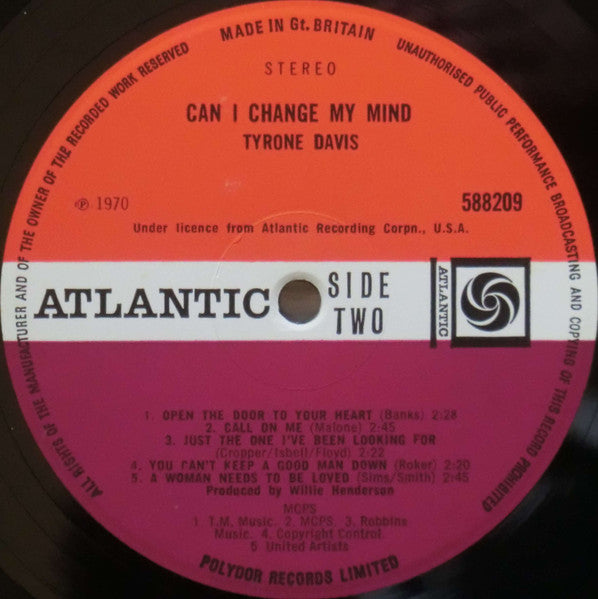 MADE IN Gt. BRITAIN
UNAUTHORISED PUBLIC PERFORMANCE BROADCASTING AND COPYING OF THIS RECORD PROHIBITED
ALL RIGHTS OF THE MANUFACTURER AND OF THE OWNER OF THE RECORDED WORK RESERVED
STEREO
CAN I CHANGE MY MIND
TYRONE DAVIS
℗ 1970
588209
Under licence from Atlantic Recording Corpn., U.S.A.
ATLANTIC
SIDE
TWO
ATLANTIC
1. OPEN THE DOOR TO YOUR HEART (Banks) 2:28
2. CALL ON ME (Malone) 2:45
3. JUST THE ONE I'VE BEEN LOOKING FOR
(Cropper/Isbell/Floyd) 2:22
4. YOU CAN'T KEEP A GOOD MAN DOWN (Roker) 2:20
5. A WOMAN NEEDS TO BE LOVED (Sims/Smith) 2:45
Produced by Willie Henderson
MCPS
1. T.M. Music. 2. MCPS. 3. Robbins
Music. 4. Copyright Control.
5 United Artists
POLYDOR RECORDS LIMITED